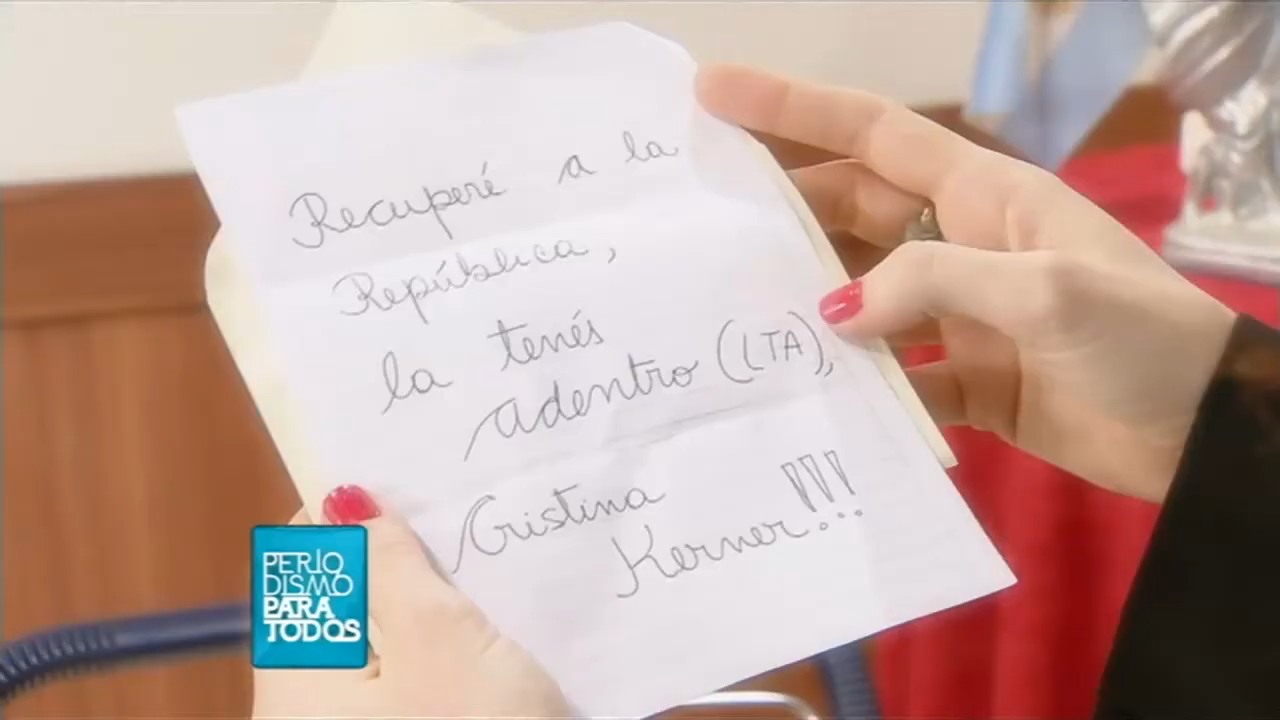 Recuperé a la
República,
la tenés
adentro (LTA),
Cristina
Kerner!!!
PERIO
DISMO
PARA
TODOS